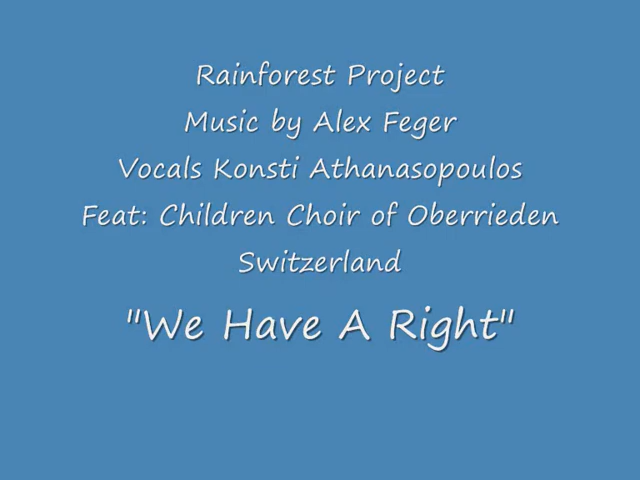 Rainforest Project
Music by Alex Feger
Vocals Konsti Athanasopoulos
Feat: Children Choir of Oberrieden
Switzerland
"We Have A Right"